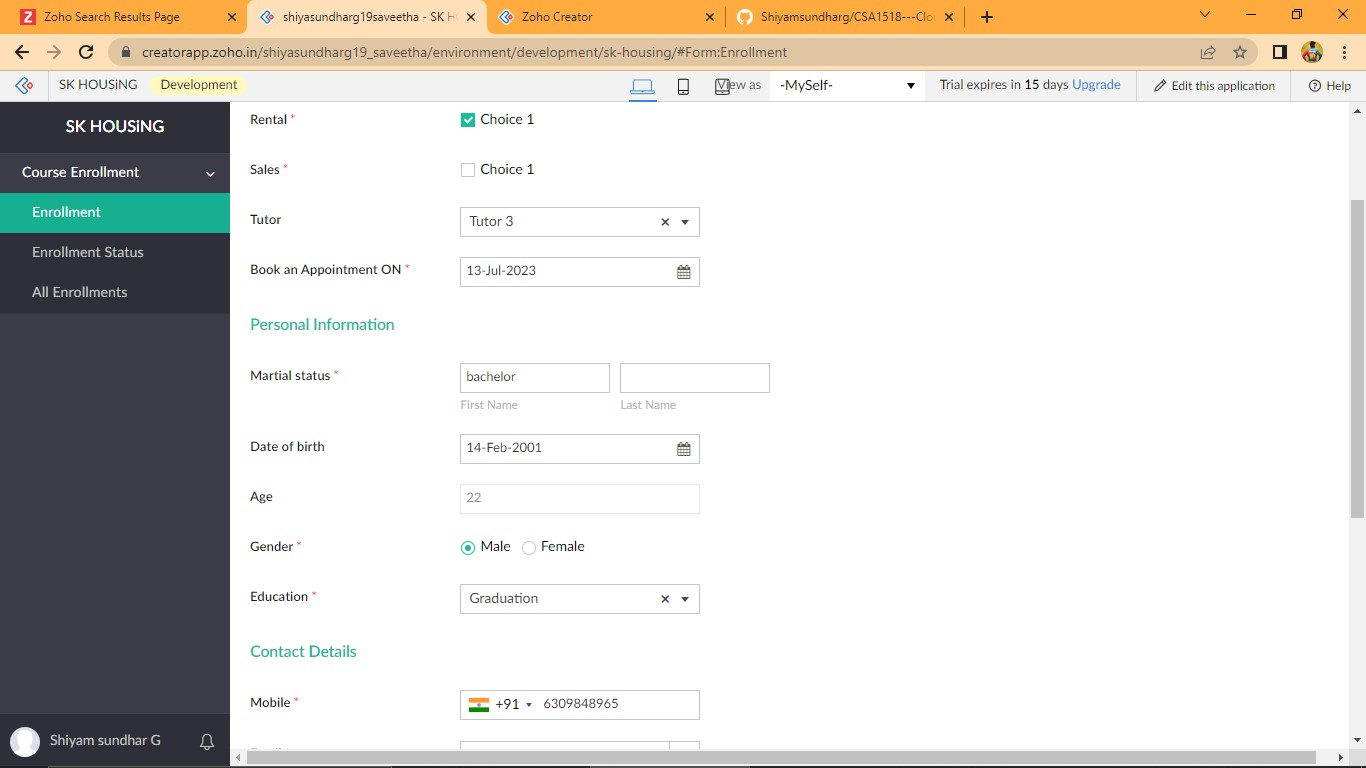 Zoho Search Results Page
shiyasundharg19saveetha - SK H
Zoho Creator
Shiyamsundharg/CSA1518---Clo
creatorapp.zoho.in/shiyasundharg19_saveetha/environment/development/sk-housing/#Form:Enrollment
SK HOUSiNG Development View as -MySelf- Trial expires in 15 days Upgrade Edit this application Help
SK HOUSiNG
Course Enrollment
Enrollment
Enrollment Status
All Enrollments
Shiyam sundhar G
Rental * Choice 1
Sales * Choice 1
Tutor Tutor 3
Book an Appointment ON * 13-Jul-2023
Personal Information
Martial status * bachelor
First Name Last Name
Date of birth 14-Feb-2001
Age 22
Gender * Male Female
Education * Graduation
Contact Details
Mobile * +91 6309848965